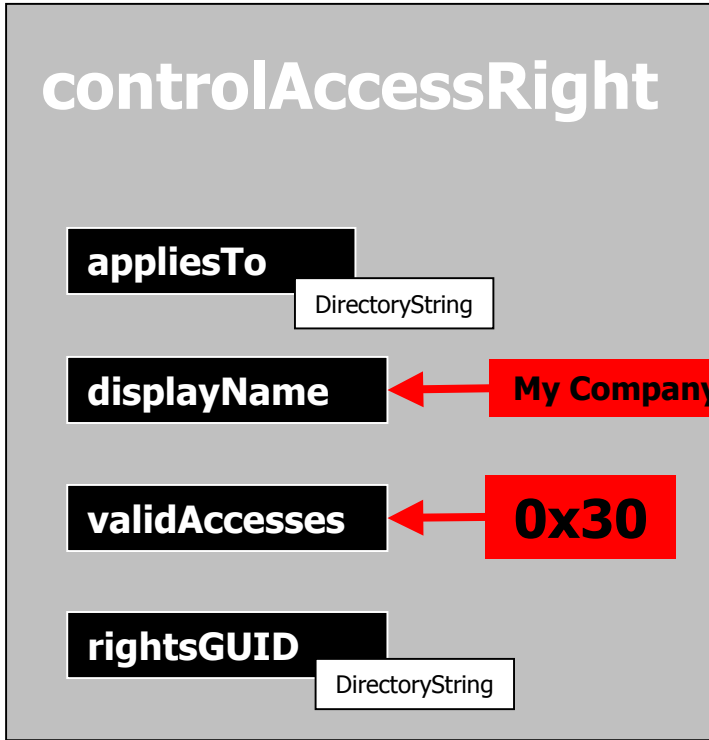 controlAccessRight
appliesTo
DirectoryString
displayName
My Company
validAccesses
0x30
rightsGUID
DirectoryString